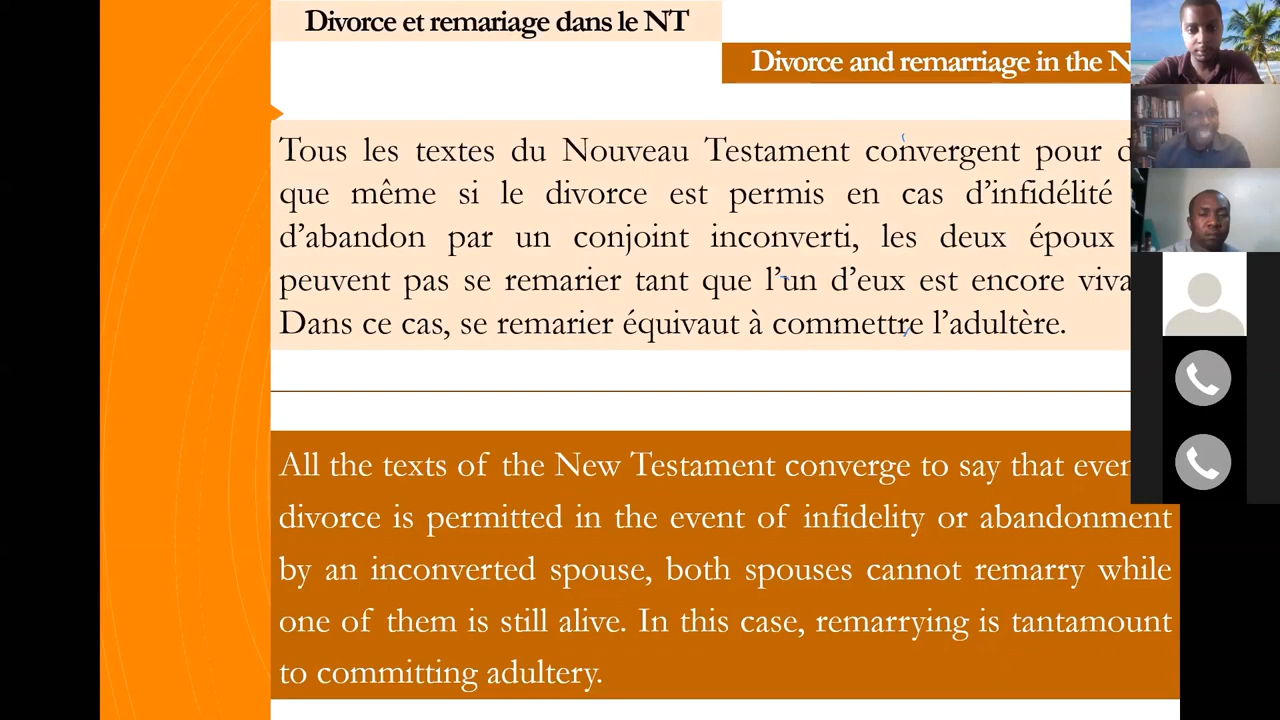 Divorce et remariage dans le NT
Divorce and remarriage in the N
Tous les textes du Nouveau Testament convergent pour d
que même si le divorce est permis en cas d'infidélité
d'abandon par un conjoint inconverti, les deux époux
peuvent pas se remarier tant que l'un d'eux est encore viva
Dans ce cas, se remarier équivaut à commettre l'adultère.
All the texts of the New Testament converge to say that even
divorce is permitted in the event of infidelity or abandonment
by an inconverted spouse, both spouses cannot remarry while
one of them is still alive. In this case, remarrying is tantamount
to committing adultery.